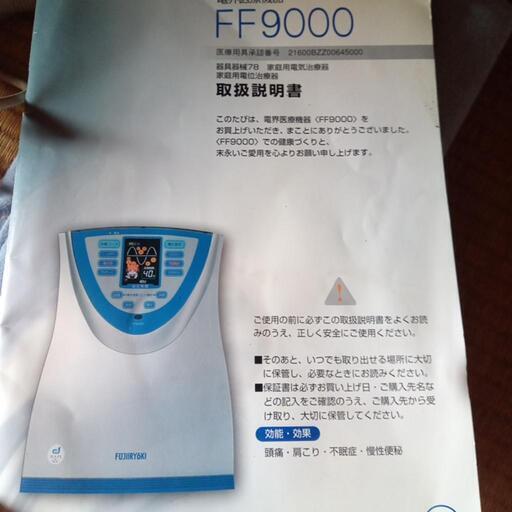 FF9000
医療用具承認番号 21600BZZ00645000
器具器械78 家庭用電気治療器
家庭用電位治療器
取扱説明書
このたびは、電界医療機器〈FF9000〉を
お買上げいただき、まことにありがとうございました。
〈FF9000〉での健康づくりと、
末永いご愛用を心よりお願い申し上げます。
ご使用の前に必ずこの取扱説明書をよくお読
みのうえ、正しく安全にご使用ください。
■そのあと、いつでも取り出せる場所に大切
に保管し、必要なときにお読みください。
■保証書は必ずお買い上げ日・ご購入先名な
どの記入をご確認のうえ、ご購入先から受
け取り、大切に保管してください。
効能・効果
頭痛・肩こり・不眠症・慢性便秘
40
FUJIIRYOKI